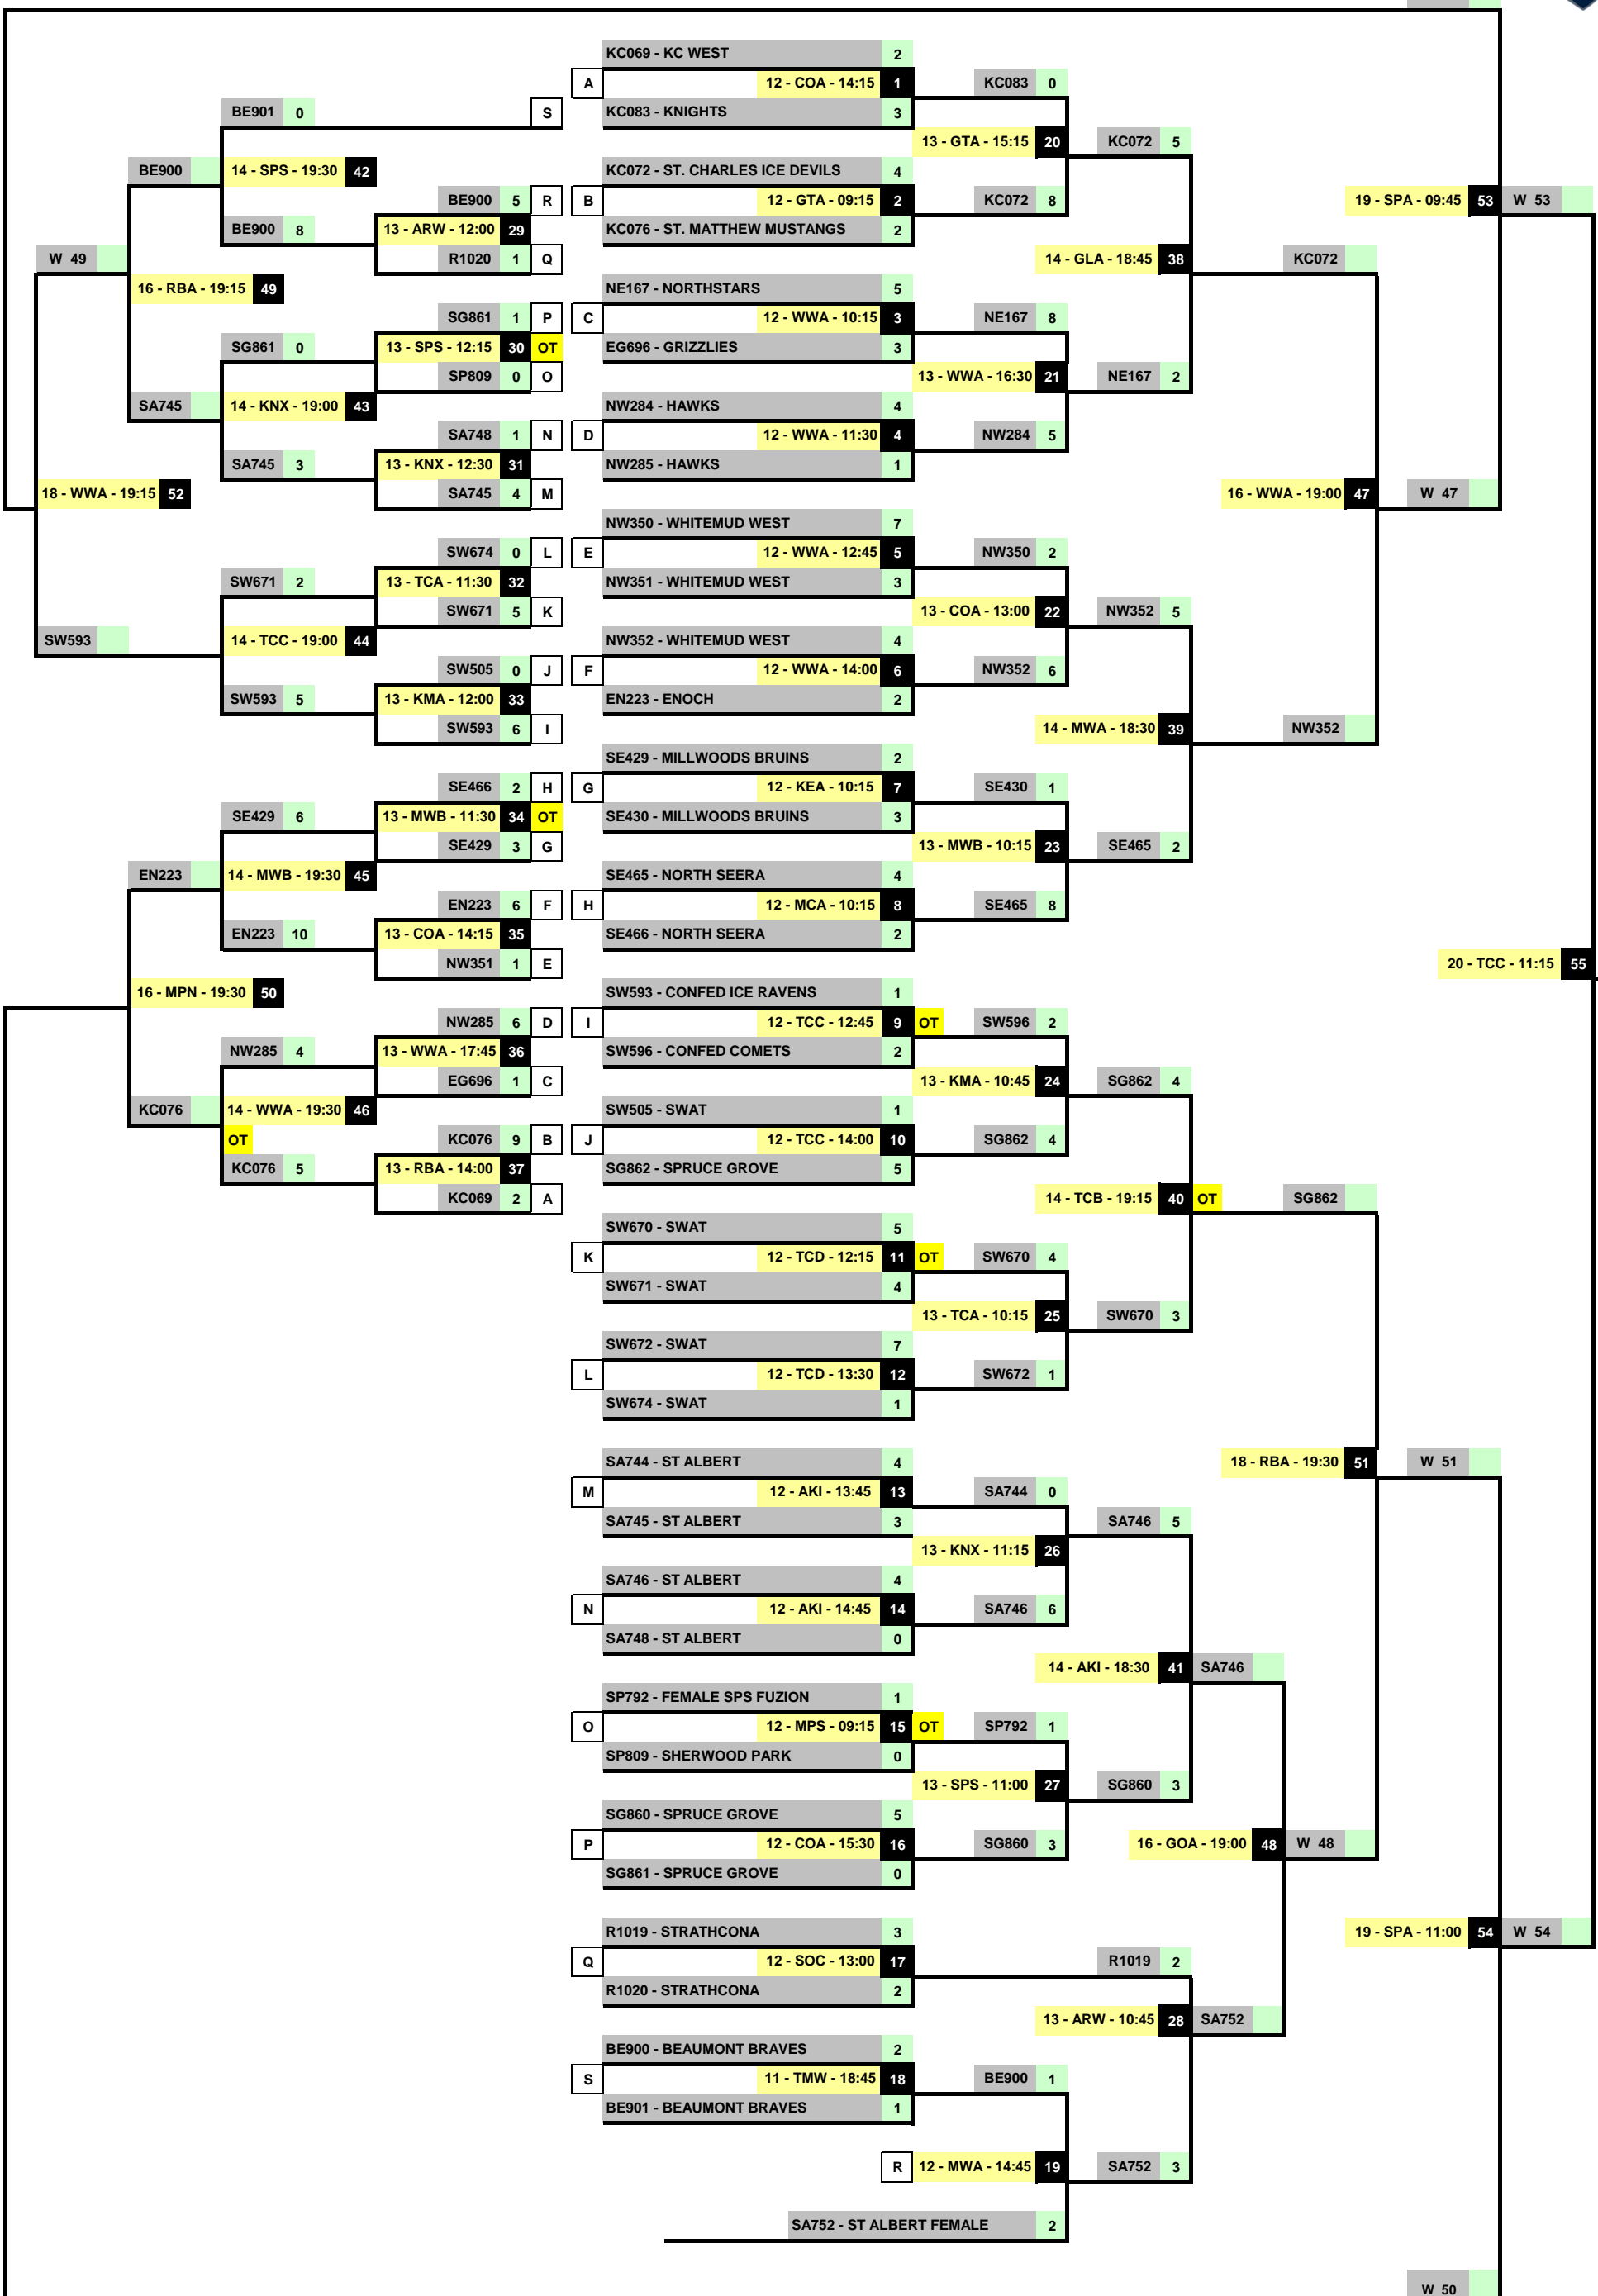 KC069 - KC WEST 2
A 12 - COA - 14:15 1 KC083 0
BE901 0 S KC083 - KNIGHTS 3
13 - GTA - 15:15 20 KC072 5
BE900 14 - SPS - 19:30 42 KC072 - ST. CHARLES ICE DEVILS 4
BE900 5 R B 12 - GTA - 09:15 2 KC072 8 19 - SPA - 09:45 53 W 53
BE900 8 13 - ARW - 12:00 29 KC076 - ST. MATTHEW MUSTANGS 2
W 49 R1020 1 Q 14 - GLA - 18:45 38 KC072
16 - RBA - 19:15 49 NE167 - NORTHSTARS 5
SG861 1 P C 12 - WWA - 10:15 3 NE167 8
SG861 0 13 - SPS - 12:15 30 OT EG696 - GRIZZLIES 3
SP809 0 O 13 - WWA - 16:30 21 NE167 2
SA745 14 - KNX - 19:00 43 NW284 - HAWKS 4
SA748 1 N D 12 - WWA - 11:30 4 NW284 5
SA745 3 13 - KNX - 12:30 31 NW285 - HAWKS 1
18 - WWA - 19:15 52 SA745 4 M 16 - WWA - 19:00 47 W 47
NW350 - WHITEMUD WEST 7
SW674 0 L E 12 - WWA - 12:45 5 NW350 2
SW671 2 13 - TCA - 11:30 32 NW351 - WHITEMUD WEST 3
SW671 5 K 13 - COA - 13:00 22 NW352 5
SW593 14 - TCC - 19:00 44 NW352 - WHITEMUD WEST 4
SW505 0 J F 12 - WWA - 14:00 6 NW352 6
SW593 5 13 - KMA - 12:00 33 EN223 - ENOCH 2
SW593 6 I 14 - MWA - 18:30 39 NW352
SE429 - MILLWOODS BRUINS 2
SE466 2 H G 12 - KEA - 10:15 7 SE430 1
SE429 6 13 - MWB - 11:30 34 OT SE430 - MILLWOODS BRUINS 3
SE429 3 G 13 - MWB - 10:15 23 SE465 2
EN223 14 - MWB - 19:30 45 SE465 - NORTH SEERA 4
EN223 6 F H 12 - MCA - 10:15 8 SE465 8
EN223 10 13 - COA - 14:15 35 SE466 - NORTH SEERA 2
NW351 1 E 20 - TCC - 11:15 55
16 - MPN - 19:30 50 SW593 - CONFED ICE RAVENS 1
NW285 6 D I 12 - TCC - 12:45 9 OT SW596 2
NW285 4 13 - WWA - 17:45 36 SW596 - CONFED COMETS 2
EG696 1 C 13 - KMA - 10:45 24 SG862 4
KC076 14 - WWA - 19:30 46 SW505 - SWAT 1
OT KC076 9 B J 12 - TCC - 14:00 10 SG862 4
KC076 5 13 - RBA - 14:00 37 SG862 - SPRUCE GROVE 5
KC069 2 A 14 - TCB - 19:15 40 OT SG862
SW670 - SWAT 5
K 12 - TCD - 12:15 11 OT SW670 4
SW671 - SWAT 4
13 - TCA - 10:15 25 SW670 3
SW672 - SWAT 7
L 12 - TCD - 13:30 12 SW672 1
SW674 - SWAT 1
SA744 - ST ALBERT 4 18 - RBA - 19:30 51 W 51
M 12 - AKI - 13:45 13 SA744 0
SA745 - ST ALBERT 3 SA746 5
13 - KNX - 11:15 26
SA746 - ST ALBERT 4
N 12 - AKI - 14:45 14 SA746 6
SA748 - ST ALBERT 0
14 - AKI - 18:30 41 SA746
SP792 - FEMALE SPS FUZION 1
O 12 - MPS - 09:15 15 OT SP792 1
SP809 - SHERWOOD PARK 0
13 - SPS - 11:00 27 SG860 3
SG860 - SPRUCE GROVE 5
P 12 - COA - 15:30 16 SG860 3 16 - GOA - 19:00 48 W 48
SG861 - SPRUCE GROVE 0
R1019 - STRATHCONA 3 19 - SPA - 11:00 54 W 54
Q 12 - SOC - 13:00 17 R1019 2
R1020 - STRATHCONA 2
13 - ARW - 10:45 28 SA752
BE900 - BEAUMONT BRAVES 2
S 11 - TMW - 18:45 18 BE900 1
BE901 - BEAUMONT BRAVES 1
R 12 - MWA - 14:45 19 SA752 3
SA752 - ST ALBERT FEMALE 2
W 50